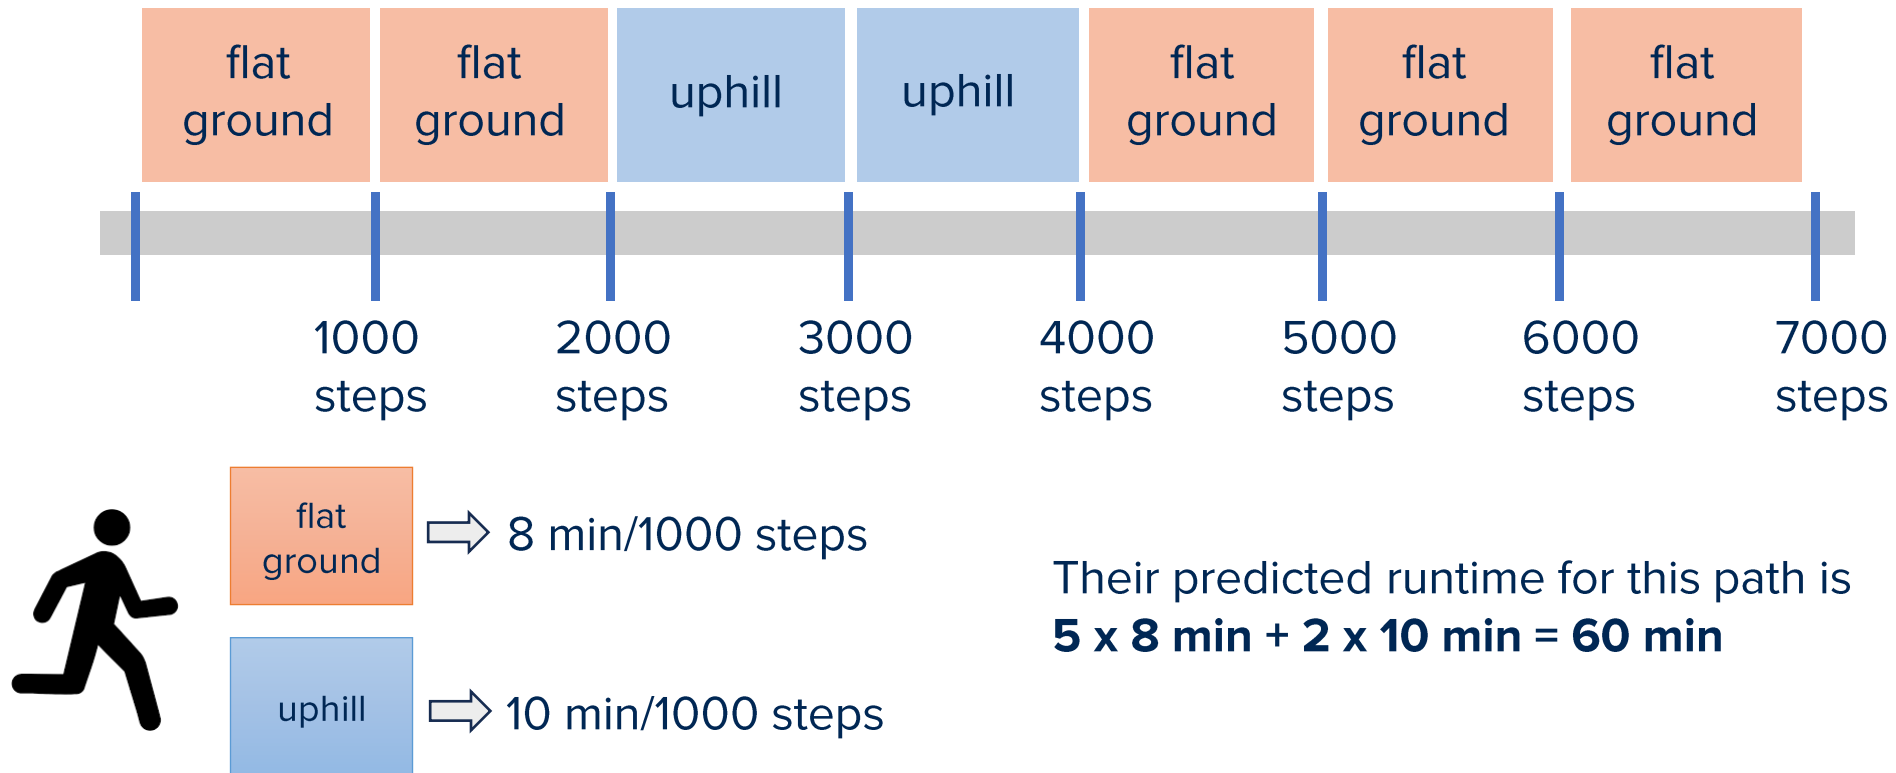 flat
ground
flat
ground
uphill
uphill
flat
ground
flat
ground
flat
ground
1000
steps
2000
steps
3000
steps
4000
steps
5000
steps
6000
steps
7000
steps
flat
ground
8 min/1000 steps
uphill
10 min/1000 steps
Their predicted runtime for this path is
5 x 8 min + 2 x 10 min = 60 min